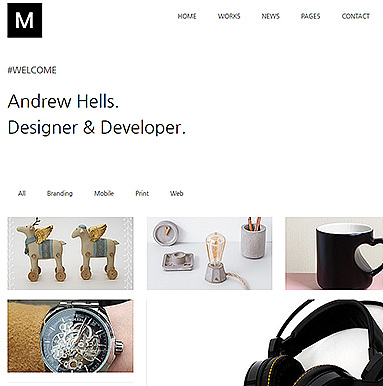 M
HOME WORKS NEWS PAGES CONTACT
#WELCOME
Andrew Hells.
Designer & Developer.
All Branding Mobile Print Web